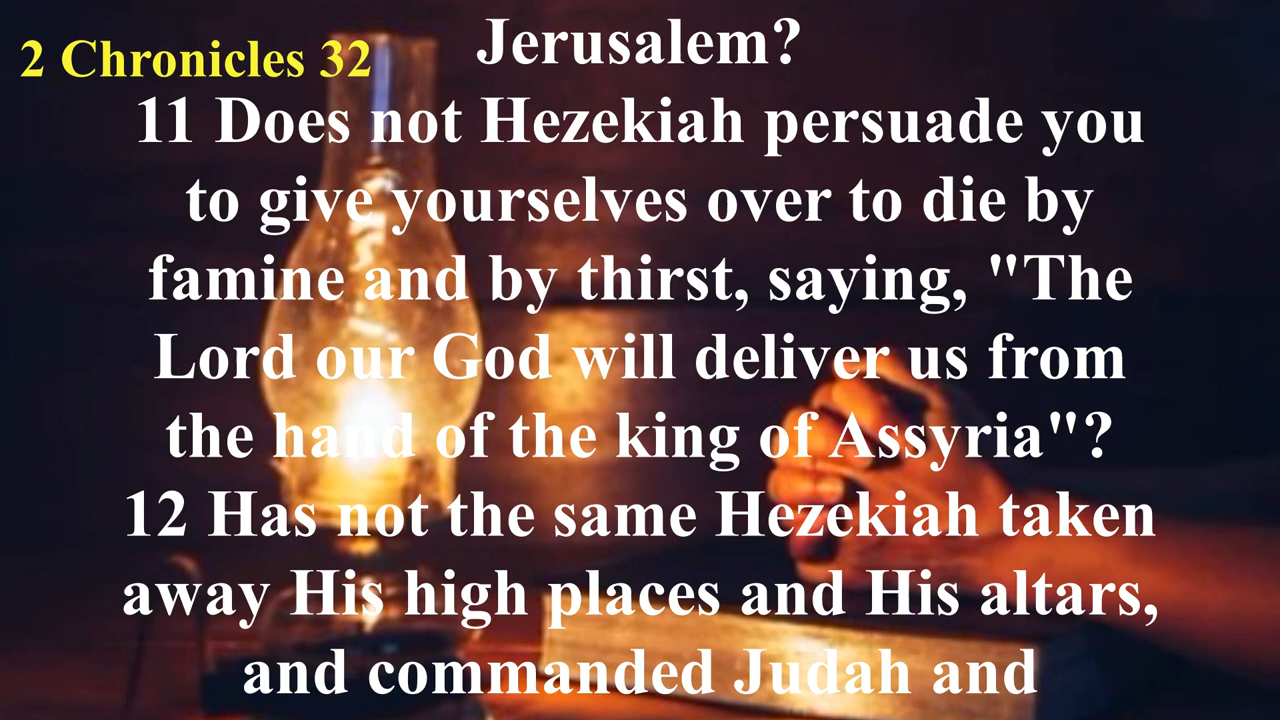 2 Chronicles 32
Jerusalem?
11 Does not Hezekiah persuade you
to give yourselves over to die by
famine and by thirst, saying, "The
Lord our God will deliver us from
the hand of the king of Assyria"?
12 Has not the same Hezekiah taken
away His high places and His altars,
and commanded Judah and